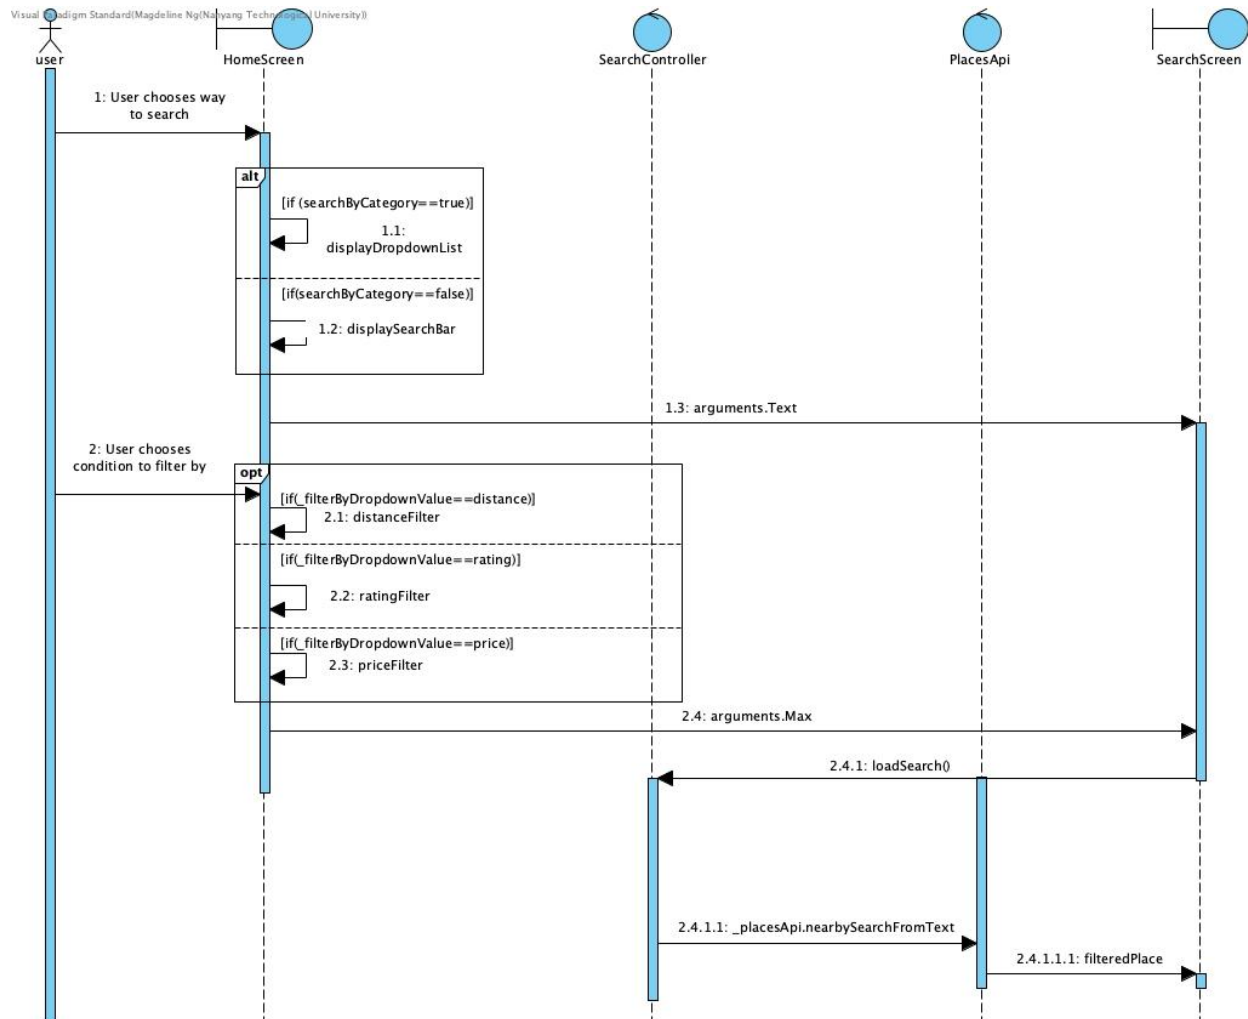 Visual Paradigm Standard(Magdeline Ng(Nanyang Technological University))
user
HomeScreen
SearchController
PlacesApi
SearchScreen
1: User chooses way
to search
alt
[if (searchByCategory==true)]
1.1:
displayDropdownList
[if(searchByCategory==false)]
1.2: displaySearchBar
1.3: arguments.Text
2: User chooses
condition to filter by
opt
[if(_filterByDropdownValue==distance)]
2.1: distanceFilter
[if(_filterByDropdownValue==rating)]
2.2: ratingFilter
[if(_filterByDropdownValue==price)]
2.3: priceFilter
2.4: arguments.Max
2.4.1: loadSearch()
2.4.1.1: _placesApi.nearbySearchFromText
2.4.1.1.1: filteredPlace